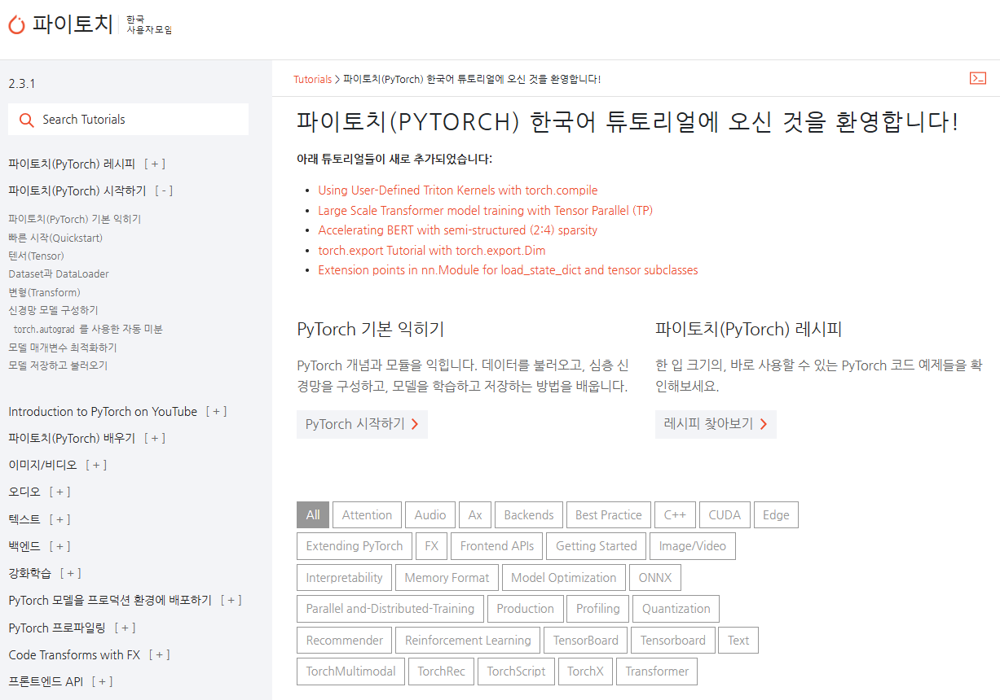 파이토치
한국
사용자 모임
2.3.1
Search Tutorials
파이토치(PyTorch) 레시피 [ + ]
파이토치(PyTorch) 시작하기 [ - ]
파이토치(PyTorch) 기본 익히기
빠른 시작(Quickstart)
텐서(Tensor)
Dataset과 DataLoader
변형(Transform)
신경망 모델 구성하기
torch.autograd 를 사용한 자동 미분
모델 매개변수 최적화하기
모델 저장하고 불러오기
Introduction to PyTorch on YouTube [ + ]
파이토치(PyTorch) 배우기 [ + ]
이미지/비디오 [ + ]
오디오 [ + ]
텍스트 [ + ]
백엔드 [ + ]
강화학습 [ + ]
PyTorch 모델을 프로덕션 환경에 배포하기 [ + ]
PyTorch 프로파일링 [ + ]
Code Transforms with FX [ + ]
프론트엔드 API [ + ]
Tutorials > 파이토치(PyTorch) 한국어 튜토리얼에 오신 것을 환영합니다!
파이토치(PYTORCH) 한국어 튜토리얼에 오신 것을 환영합니다!
아래 튜토리얼들이 새로 추가되었습니다:
• Using User-Defined Triton Kernels with torch.compile
• Large Scale Transformer model training with Tensor Parallel (TP)
• Accelerating BERT with semi-structured (2:4) sparsity
• torch.export Tutorial with torch.export.Dim
• Extension points in nn.Module for load_state_dict and tensor subclasses
PyTorch 기본 익히기
PyTorch 개념과 모듈을 익힙니다. 데이터를 불러오고, 심층 신
경망을 구성하고, 모델을 학습하고 저장하는 방법을 배웁니다.
PyTorch 시작하기
파이토치(PyTorch) 레시피
한 입 크기의, 바로 사용할 수 있는 PyTorch 코드 예제들을 확
인해보세요.
레시피 찾아보기
All Attention Audio Ax Backends Best Practice C++ CUDA Edge
Extending PyTorch FX Frontend APIs Getting Started Image/Video
Interpretability Memory Format Model Optimization ONNX
Parallel and-Distributed-Training Production Profiling Quantization
Recommender Reinforcement Learning TensorBoard Tensorboard Text
TorchMultimodal TorchRec TorchScript TorchX Transformer